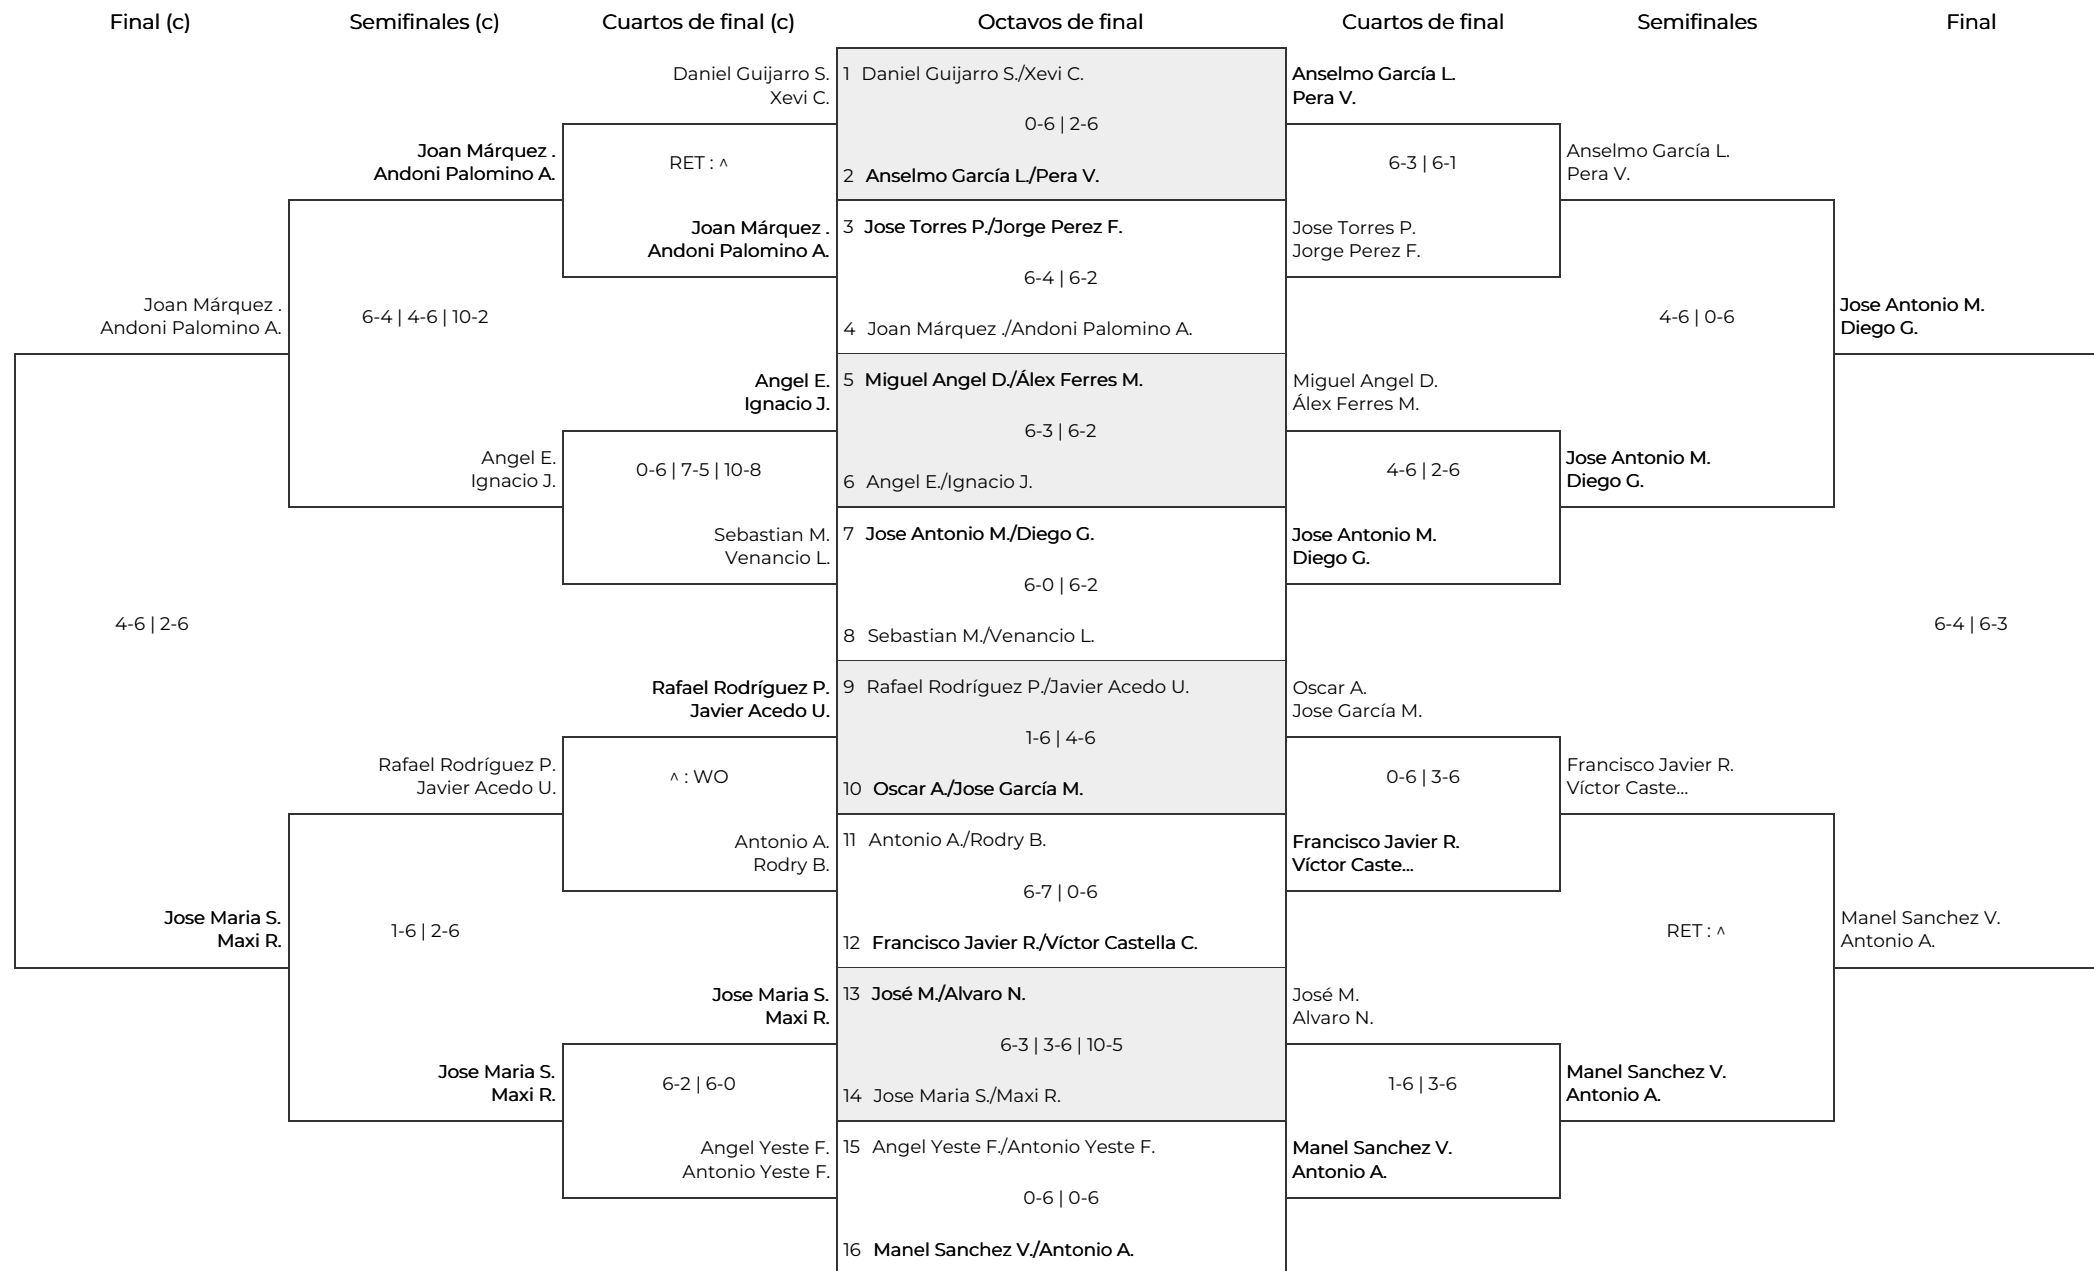 Final (c)
Semifinales (c)
Cuartos de final (c)
Octavos de final
Cuartos de final
Semifinales
Final
Joan Márquez .
Andoni Palomino A.
4-6 | 2-6
Jose Maria S.
Maxi R.
Joan Márquez .
Andoni Palomino A.
6-4 | 4-6 | 10-2
Angel E.
Ignacio J.
Rafael Rodríguez P.
Javier Acedo U.
1-6 | 2-6
Jose Maria S.
Maxi R.
Daniel Guijarro S.
Xevi C.
RET : ^
Joan Márquez .
Andoni Palomino A.
Angel E.
Ignacio J.
0-6 | 7-5 | 10-8
Sebastian M.
Venancio L.
Rafael Rodríguez P.
Javier Acedo U.
^ : WO
Antonio A.
Rodry B.
Jose Maria S.
Maxi R.
6-2 | 6-0
Angel Yeste F.
Antonio Yeste F.
1 Daniel Guijarro S./Xevi C.
0-6 | 2-6
2 Anselmo García L./Pera V.
3 Jose Torres P./Jorge Perez F.
6-4 | 6-2
4 Joan Márquez ./Andoni Palomino A.
5 Miguel Angel D./Álex Ferres M.
6-3 | 6-2
6 Angel E./Ignacio J.
7 Jose Antonio M./Diego G.
6-0 | 6-2
8 Sebastian M./Venancio L.
9 Rafael Rodríguez P./Javier Acedo U.
1-6 | 4-6
10 Oscar A./Jose García M.
11 Antonio A./Rodry B.
6-7 | 0-6
12 Francisco Javier R./Víctor Castella C.
13 José M./Alvaro N.
6-3 | 3-6 | 10-5
14 Jose Maria S./Maxi R.
15 Angel Yeste F./Antonio Yeste F.
0-6 | 0-6
16 Manel Sanchez V./Antonio A.
Anselmo García L.
Pera V.
6-3 | 6-1
Jose Torres P.
Jorge Perez F.
Miguel Angel D.
Álex Ferres M.
4-6 | 2-6
Jose Antonio M.
Diego G.
Oscar A.
Jose García M.
0-6 | 3-6
Francisco Javier R.
Víctor Caste...
José M.
Alvaro N.
1-6 | 3-6
Manel Sanchez V.
Antonio A.
Anselmo García L.
Pera V.
4-6 | 0-6
Jose Antonio M.
Diego G.
Francisco Javier R.
Víctor Caste...
RET : ^
Manel Sanchez V.
Antonio A.
Jose Antonio M.
Diego G.
6-4 | 6-3
Manel Sanchez V.
Antonio A.